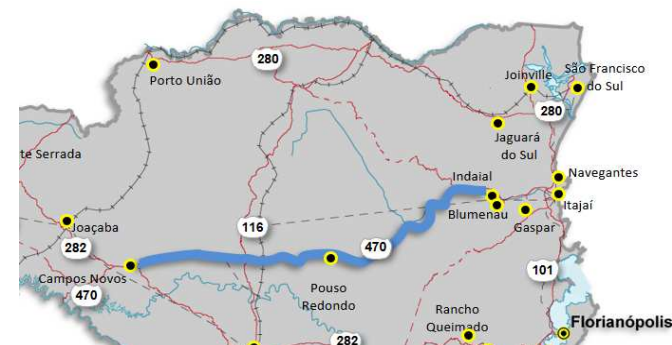 280
Porto União
Joinville
São Francisco
do Sul
280
Jaguará
do Sul
te Serrada
Indaial
Navegantes
Blumenau
Itajaí
Gaspar
Joaçaba
116
282
470
Campos Novos
470
101
Pouso
Redondo
Rancho
Queimado
Florianópolis
282